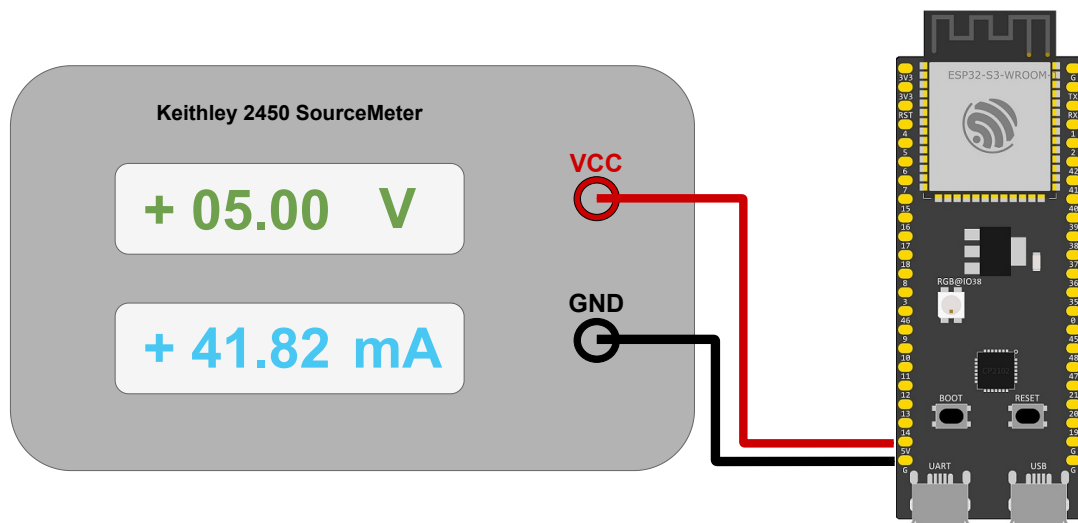 Keithley 2450 SourceMeter
+ 05.00 V
+ 41.82 mA
VCC
GND
ESP32-S3-WROOM-1
3V3
3V3
RST
4
5
6
7
15
16
17
18
8
3
46
9
10
11
12
13
14
5V
G
G
TX
RX
1
2
42
41
40
39
38
37
36
35
0
45
48
47
21
20
19
G
G
RGB@IO38
CP2102
BOOT
RESET
UART
USB